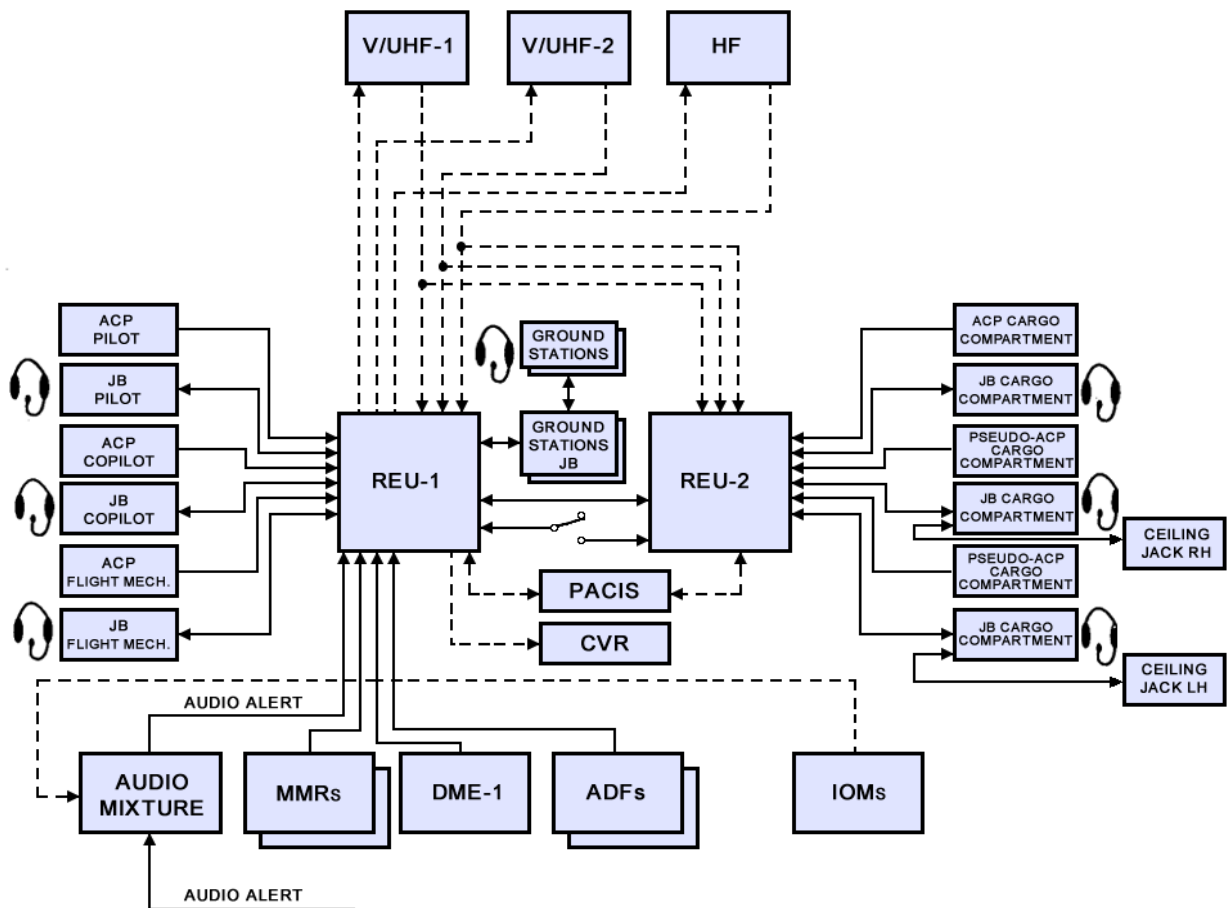 V/UHF-1
V/UHF-2
HF
ACP
PILOT
JB
PILOT
ACP
COPILOT
JB
COPILOT
ACP
FLIGHT MECH.
JB
FLIGHT MECH.
GROUND
STATIONS
GROUND
STATIONS
JB
REU-1
REU-2
PACIS
CVR
ACP CARGO
COMPARTMENT
JB CARGO
COMPARTMENT
PSEUDO-ACP
CARGO
COMPARTMENT
JB CARGO
COMPARTMENT
CEILING
JACK RH
PSEUDO-ACP
CARGO
COMPARTMENT
JB CARGO
COMPARTMENT
CEILING
JACK LH
AUDIO ALERT
AUDIO
MIXTURE
MMRs
DME-1
ADFs
IOMs
AUDIO ALERT